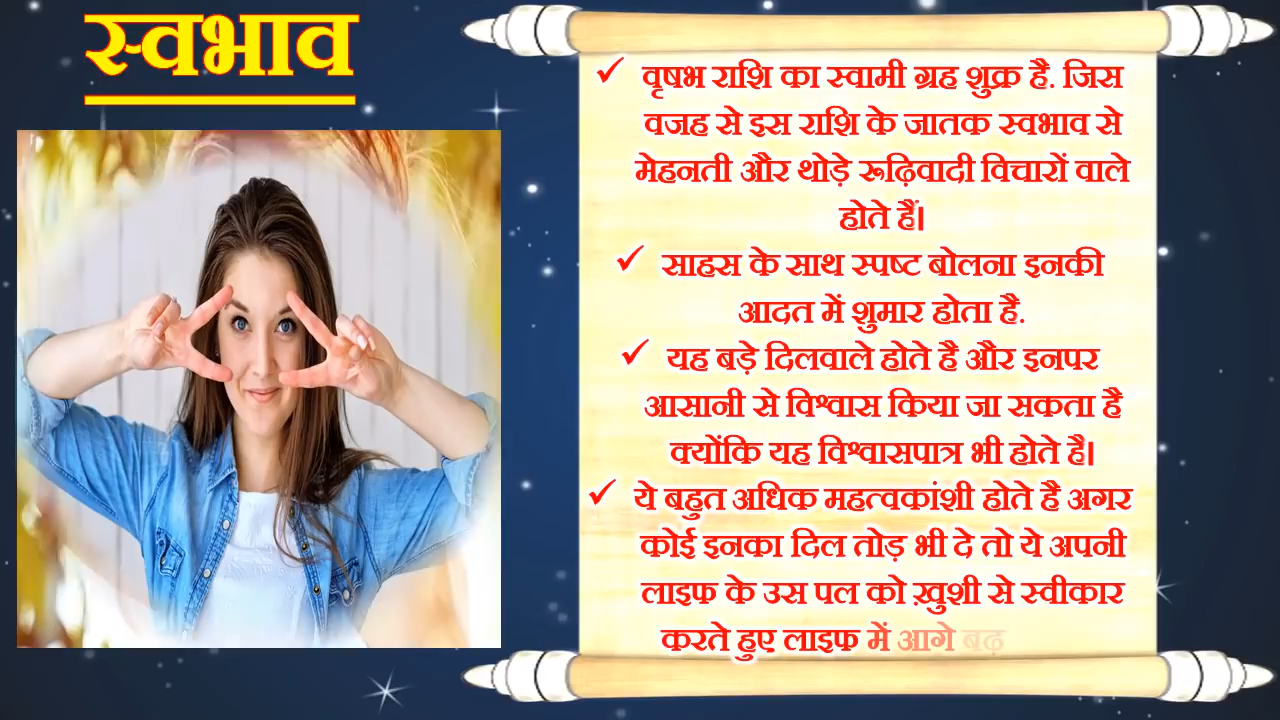 स्वभाव
✓ वृषभ राशि का स्वामी ग्रह शुक्र है. जिस
वजह से इस राशि के जातक स्वभाव से
मेहनती और थोड़े रूढ़िवादी विचारों वाले
होते हैं।
✓ साहस के साथ स्पष्ट बोलना इनकी
आदत में शुमार होता है.
✓ यह बड़े दिलवाले होते है और इनपर
आसानी से विश्वास किया जा सकता है
क्योंकि यह विश्वासपात्र भी होते है।
✓ ये बहुत अधिक महत्वकांशी होते है अगर
कोई इनका दिल तोड़ भी दे तो ये अपनी
लाइफ के उस पल को ख़ुशी से स्वीकार
करते हुए लाइफ में आगे बढ़